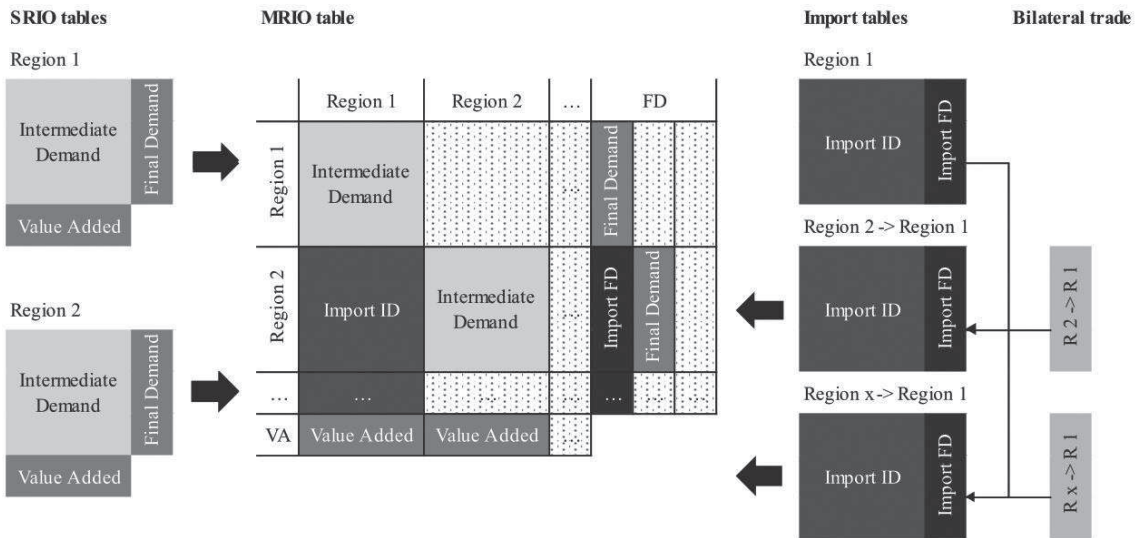 SRIO tables
MRIO table
Import tables
Bilateral trade
Region 1
Intermediate
Demand
Final Demand
Value Added
Region 2
Intermediate
Demand
Final Demand
Value Added
Region 1
Region 2
...
FD
Region 1
Intermediate
Demand
...
Final Demand
Region 2
Import ID
Intermediate
Demand
...
Import FD
Final Demand
...
...
...
...
...
...
...
VA
Value Added
Value Added
...
Region 1
Import ID
Import FD
Region 2 -> Region 1
Import ID
Import FD
R 2 -> R 1
Region x -> Region 1
Import ID
Import FD
R x -> R 1